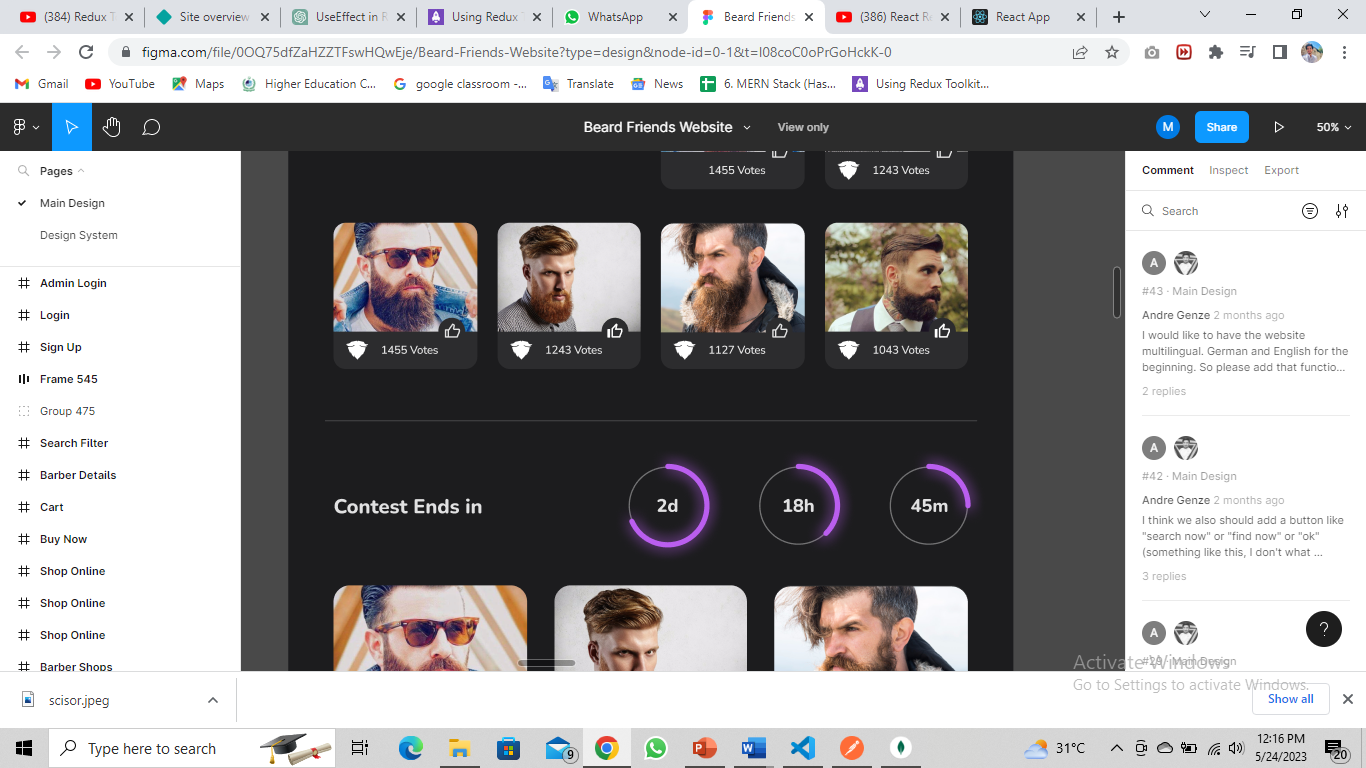 (384) Redux T
Site overview
UseEffect in R
Using Redux T
WhatsApp
Beard Friends
(386) React R
React App
figma.com/file/0OQ75dfZaHZZTFswHQwEje/Beard-Friends-Website?type=design&node-id=0-1&t=I08coC0oPrGoHckK-0
Gmail
YouTube
Maps
Higher Education C...
google classroom -...
Translate
News
6. MERN Stack (Has...
Using Redux Toolkit...
Beard Friends Website
View only
M
Share
50%
Pages
Main Design
Design System
Admin Login
Login
Sign Up
Frame 545
Group 475
Search Filter
Barber Details
Cart
Buy Now
Shop Online
Shop Online
Shop Online
Barber Shops
1455 Votes
1243 Votes
1455 Votes
1243 Votes
1127 Votes
1043 Votes
Contest Ends in
2d
18h
45m
Comment
Inspect
Export
Search
A
#43 · Main Design
Andre Genze 2 months ago
I would like to have the website
multilingual. German and English for the
beginning. So please add that functio...
2 replies
A
#42 · Main Design
Andre Genze 2 months ago
I think we also should add a button like
"search now" or "find now" or "ok"
(something like this, I don't what ...
3 replies
A
?
Main Design
Activate Windows
Go to Settings to activate Windows.
scisor.jpeg
Show all
Type here to search
9
31°C
12:16 PM
5/24/2023
20